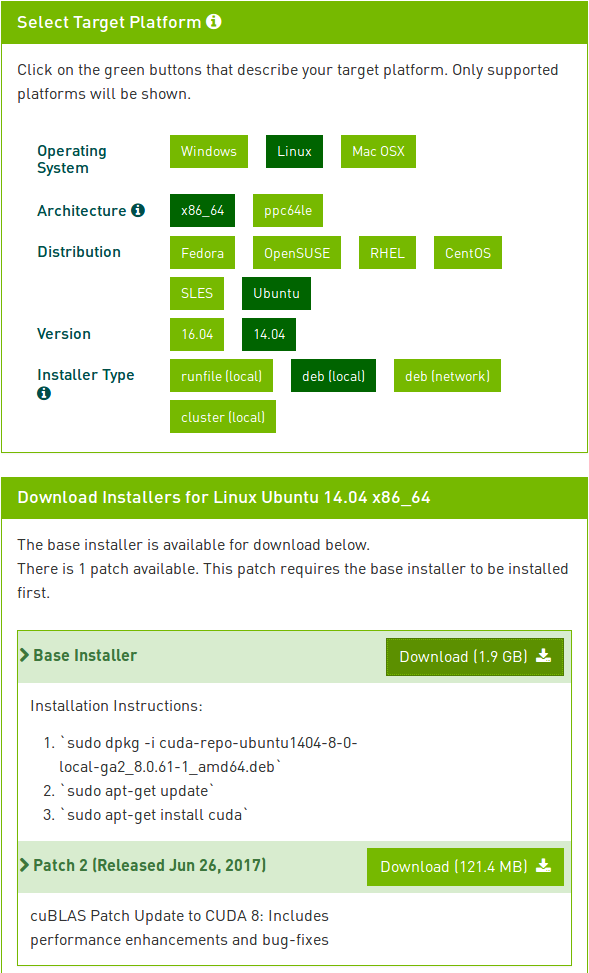 Select Target Platform
Click on the green buttons that describe your target platform. Only supported
platforms will be shown.
Operating
System
Windows Linux Mac OSX
Architecture x86_64 ppc64le
Distribution Fedora OpenSUSE RHEL CentOS
SLES Ubuntu
Version 16.04 14.04
Installer Type runfile (local) deb (local) deb (network)
cluster (local)
Download Installers for Linux Ubuntu 14.04 x86_64
The base installer is available for download below.
There is 1 patch available. This patch requires the base installer to be installed
first.
Base Installer Download (1.9 GB)
Installation Instructions:
1. `sudo dpkg -i cuda-repo-ubuntu1404-8-0-
local-ga2_8.0.61-1_amd64.deb`
2. `sudo apt-get update`
3. `sudo apt-get install cuda`
Patch 2 (Released Jun 26, 2017) Download (121.4 MB)
cuBLAS Patch Update to CUDA 8: Includes
performance enhancements and bug-fixes